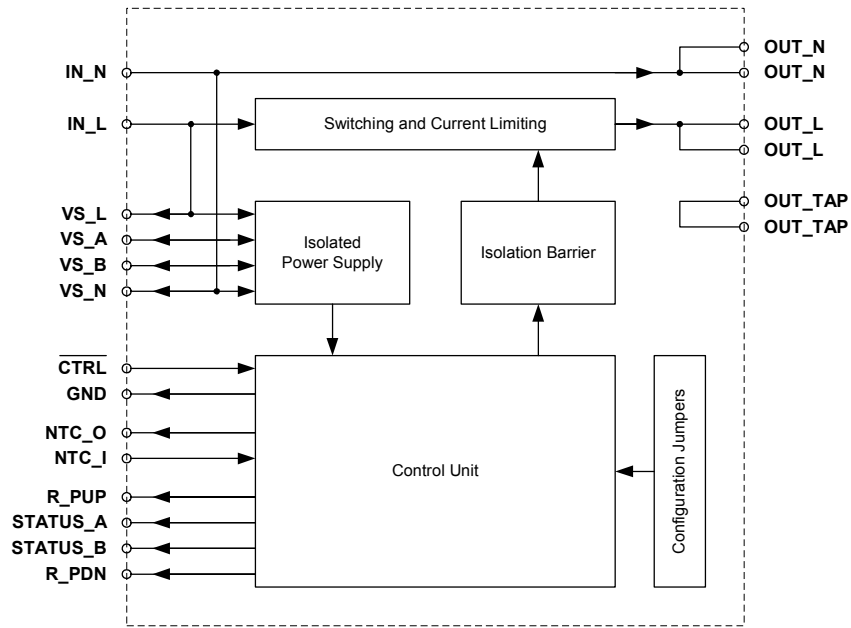 IN_N
IN_L
VS_L
VS_A
VS_B
VS_N
CTRL
GND
NTC_O
NTC_I
R_PUP
STATUS_A
STATUS_B
R_PDN
Switching and Current Limiting
Isolated
Power Supply
Isolation Barrier
Control Unit
Configuration Jumpers
OUT_N
OUT_N
OUT_L
OUT_L
OUT_TAP
OUT_TAP